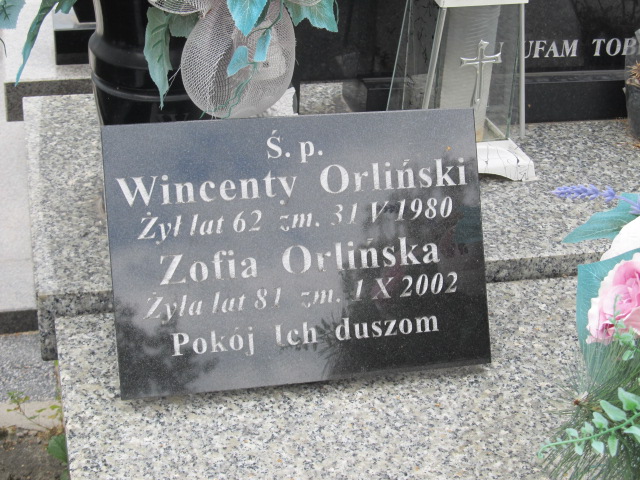 UFAM TOB
Ś. p.
Wincenty Orliński
Żył lat 62 zm. 31 V 1980
Zofia Orlińska
Żyła lat 81 zm. 1 X 2002
Pokój Ich duszom